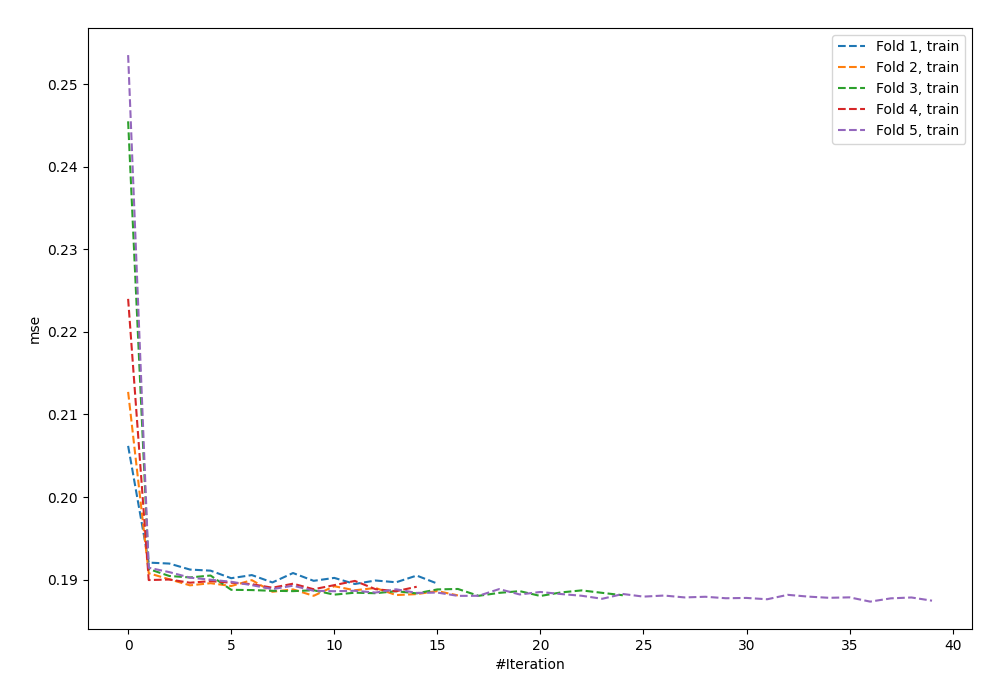 Fold 1, train
Fold 2, train
Fold 3, train
Fold 4, train
Fold 5, train
0.25
0.24
0.23
0.22
0.21
0.20
0.19
mse
0 5 10 15 20 25 30 35 40
#Iteration